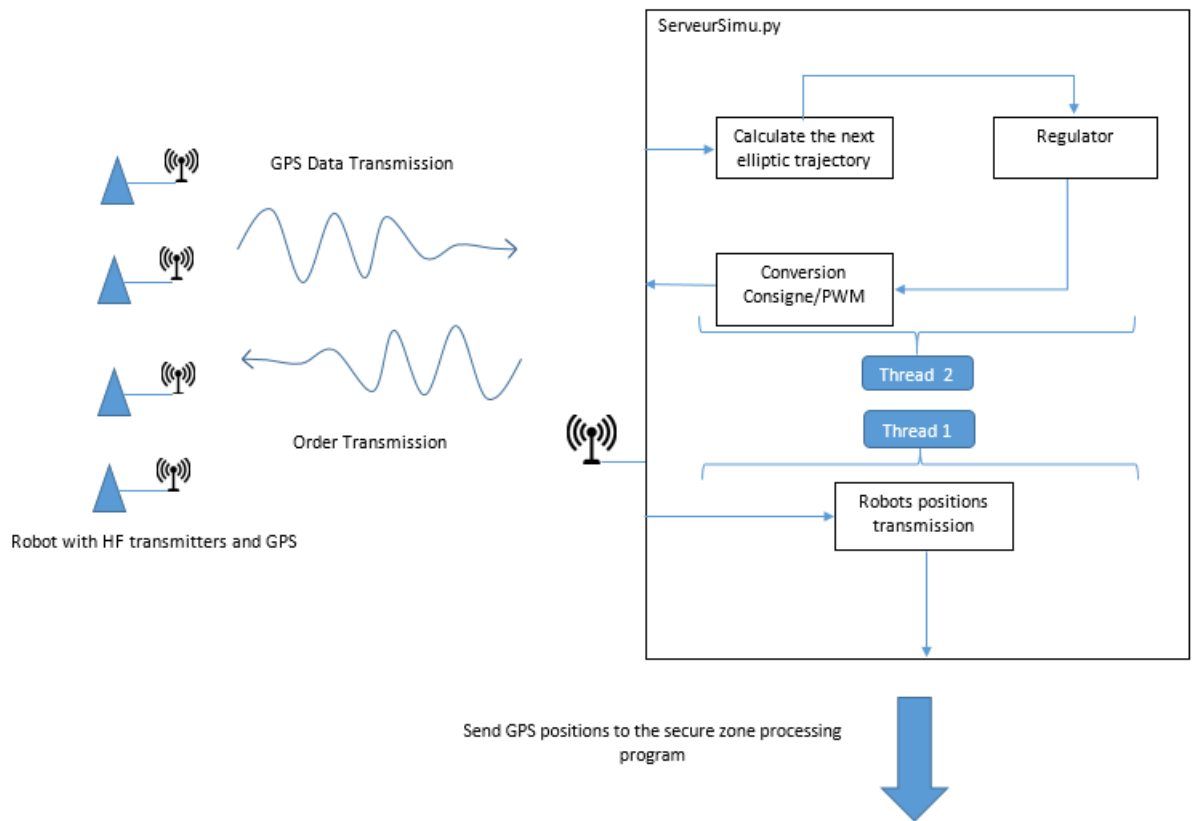 ServeurSimu.py
Calculate the next
elliptic trajectory
Regulator
GPS Data Transmission
Conversion
Consigne/PWM
Thread 2
Thread 1
Order Transmission
Robots positions
transmission
Robot with HF transmitters and GPS
Send GPS positions to the secure zone processing
program